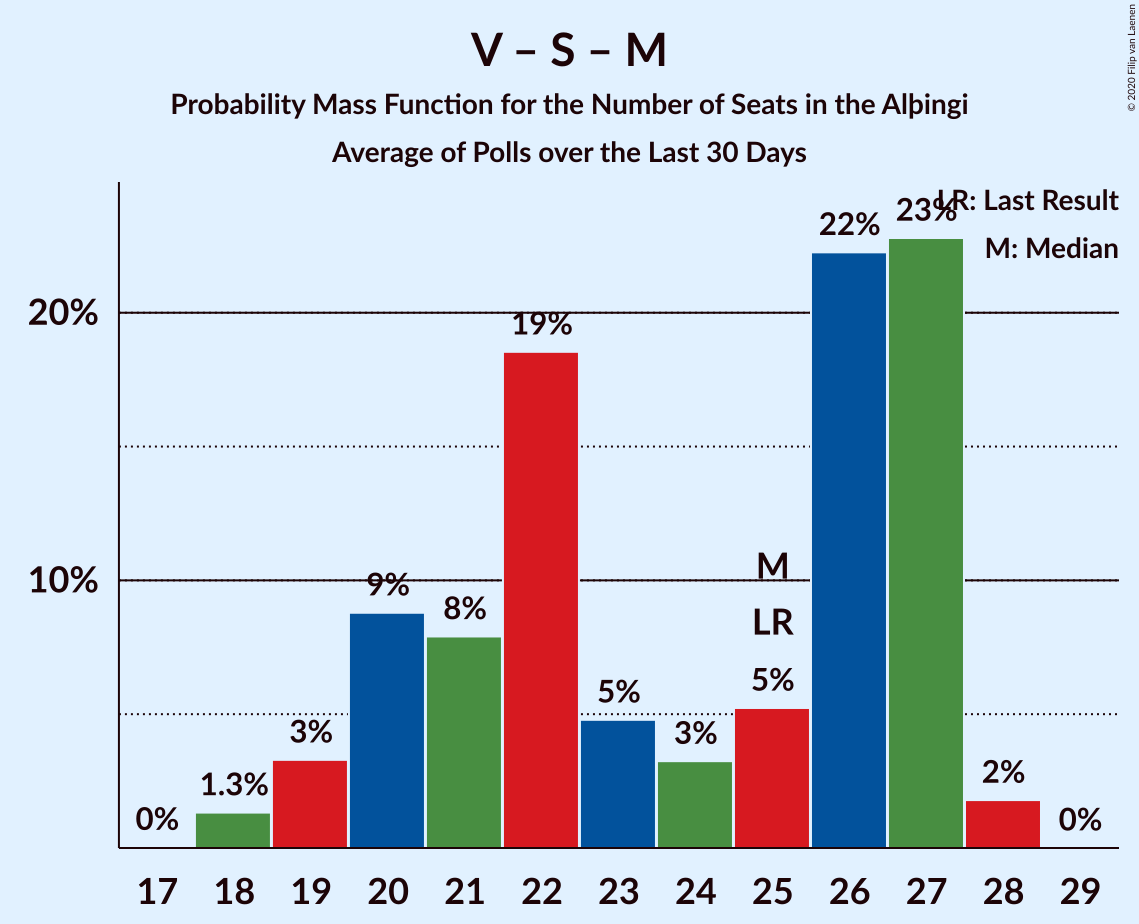 V – S – M
Probability Mass Function for the Number of Seats in the Alþingi
Average of Polls over the Last 30 Days
© 2020 Filip van Laenen
LR: Last Result
M: Median
20%
10%
0%
1.3%
3%
9%
8%
19%
5%
3%
M
LR
5%
22%
23%
2%
0%
17 18 19 20 21 22 23 24 25 26 27 28 29